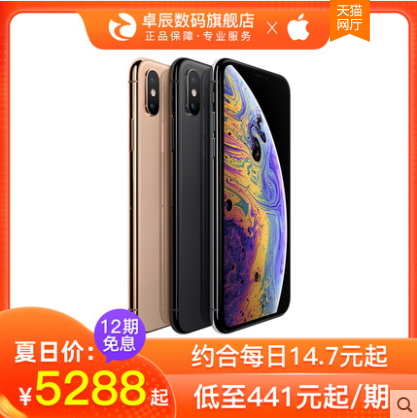 卓辰数码旗舰店
正品保障·专业服务
×
天猫
网厅
12期
免息
夏日价:
¥5288起
约合每日14.7元起
低至441元起/期